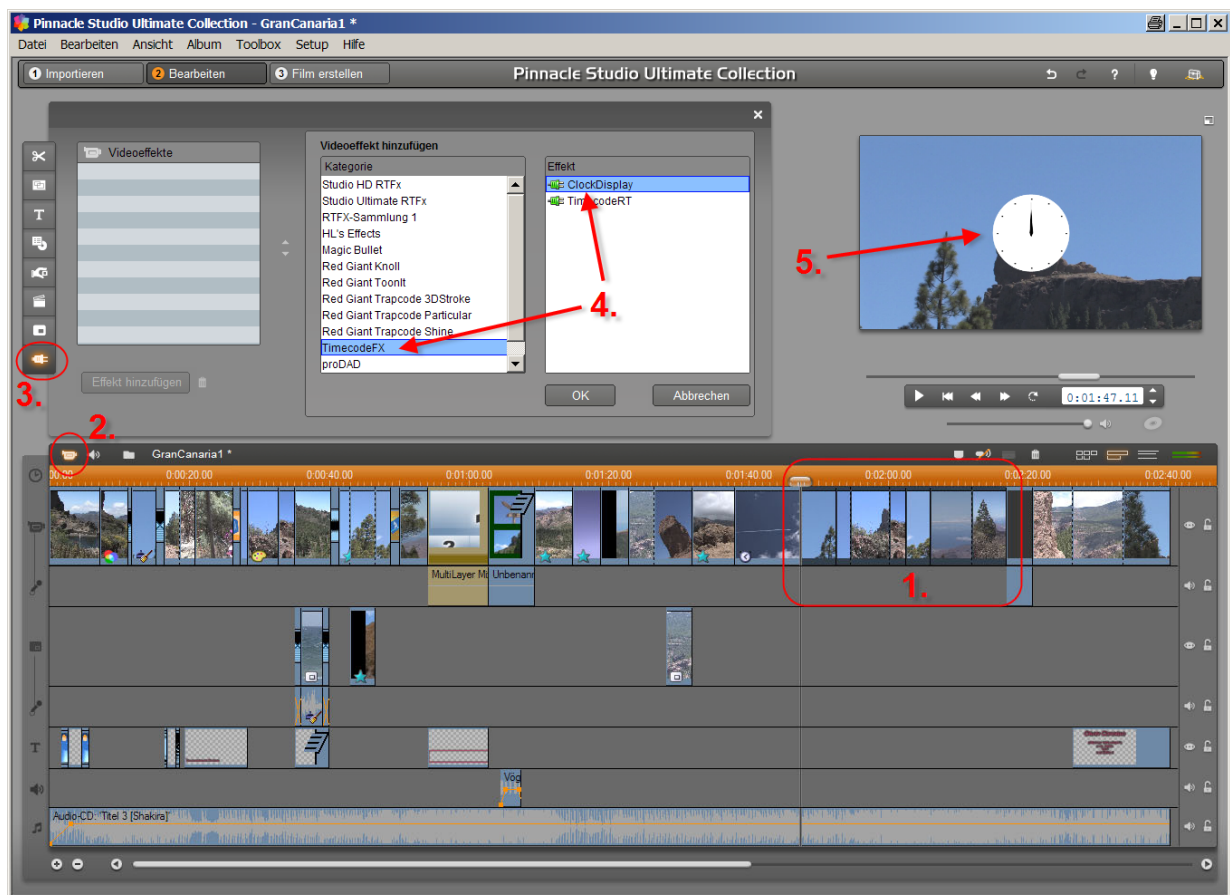 Pinnacle Studio Ultimate Collection - GranCanaria1 *
Datei Bearbeiten Ansicht Album Toolbox Setup Hilfe
1 Importieren 2 Bearbeiten 3 Film erstellen Pinnacle Studio Ultimate Collection ?
Videoeffekte
Videoeffekt hinzufügen
Kategorie
Studio HD RTFx
Studio Ultimate RTFx
RTFX-Sammlung 1
HL's Effects
Magic Bullet
Red Giant Knoll
Red Giant Toonlt
Red Giant Trapcode 3DStroke
Red Giant Trapcode Particular
Red Giant Trapcode Shine
TimecodeFX
proDAD
Effekt
ClockDisplay
TimecodeRT
4.
5.
T
3.
Effekt hinzufügen
OK Abbrechen
0:01:47.11
2.
GranCanaria1 *
0:00:20.00 0:00:40.00 0:01:00.00 0:01:20.00 0:01:40.00 0:02:00.00 0:02:20.00 0:02:40.00
MultiLayer Unbenann
1.
T
Vög
Audio-CD: 'Titel 3 [Shakira]'